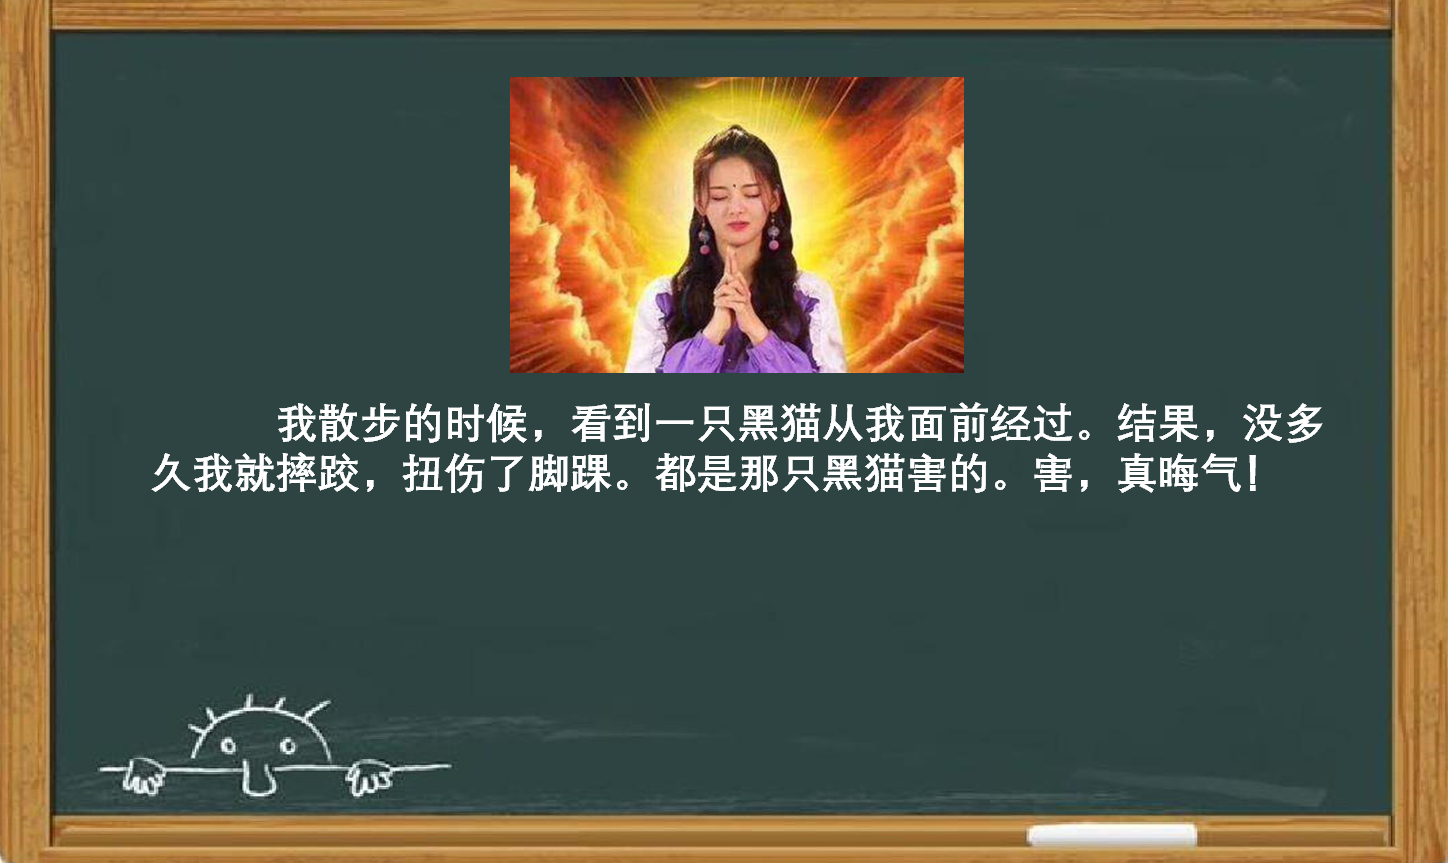 我散步的时候，看到一只黑猫从我面前经过。结果，没多
久我就摔跤，扭伤了脚踝。都是那只黑猫害的。害，真晦气！